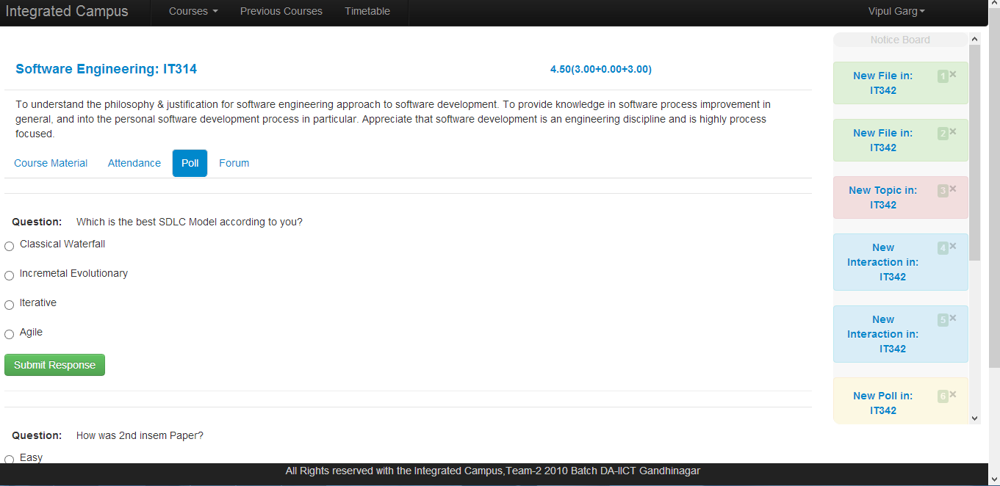 Integrated Campus
Courses
Previous Courses
Timetable
Vipul Garg
Software Engineering: IT314
4.50(3.00+0.00+3.00)
To understand the philosophy & justification for software engineering approach to software development. To provide knowledge in software process improvement in
general, and into the personal software development process in particular. Appreciate that software development is an engineering discipline and is highly process
focused.
Course Material
Attendance
Poll
Forum
Question: Which is the best SDLC Model according to you?
Classical Waterfall
Incremetal Evolutionary
Iterative
Agile
Submit Response
Question: How was 2nd insem Paper?
Easy
Notice Board
New File in: 1 ×
IT342
New File in: 2 ×
IT342
New Topic in: 3 ×
IT342
New 4 ×
Interaction in:
IT342
New 5 ×
Interaction in:
IT342
New Poll in: 6 ×
IT342
All Rights reserved with the Integrated Campus,Team-2 2010 Batch DA-IICT Gandhinagar